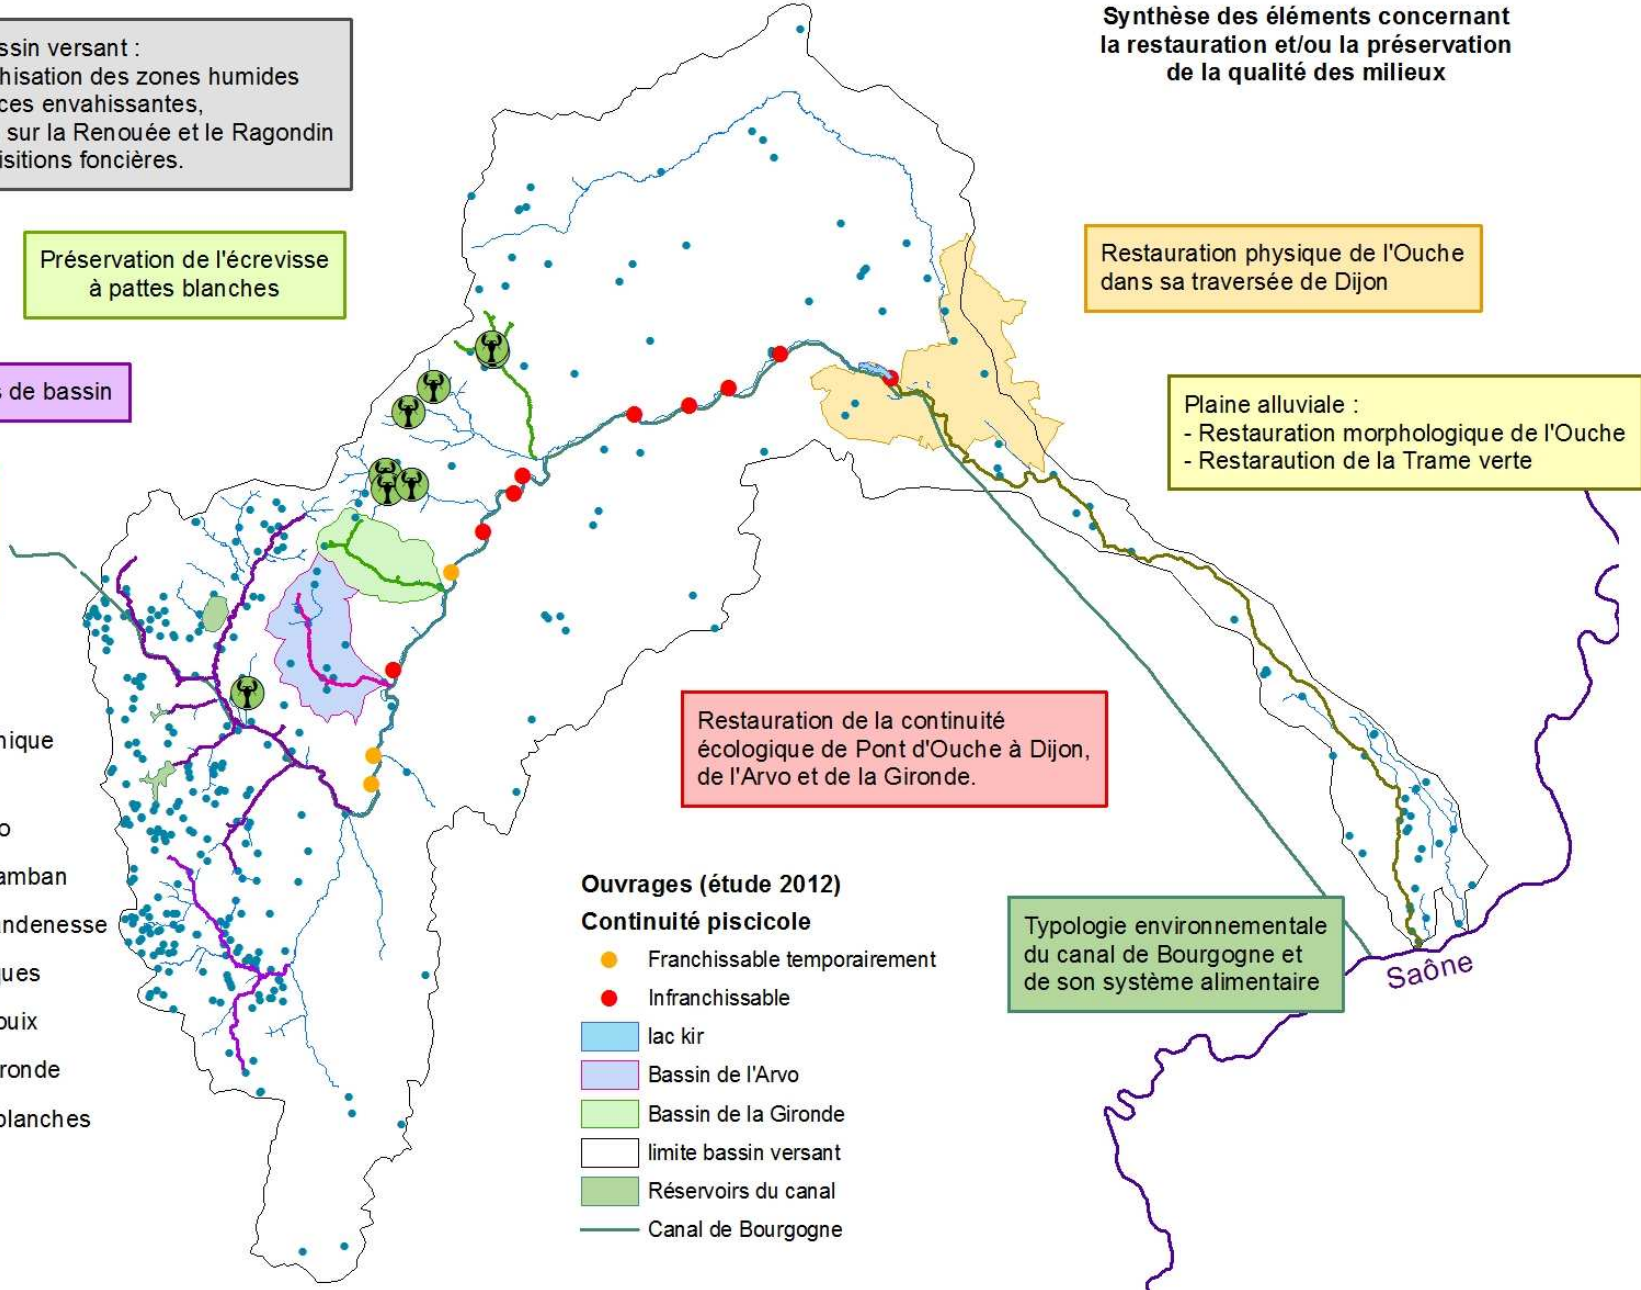 Synthèse des éléments concernant
la restauration et/ou la préservation
de la qualité des milieux
ssin versant :
hisation des zones humides
ces envahissantes,
sur la Renouée et le Ragondin
isitions foncières.
Préservation de l'écrevisse
à pattes blanches
Restauration physique de l'Ouche
dans sa traversée de Dijon
s de bassin
Plaine alluviale :
- Restauration morphologique de l'Ouche
- Restaraution de la Trame verte
Restauration de la continuité
écologique de Pont d'Ouche à Dijon,
de l'Arvo et de la Gironde.
nique
o
amban
andenesse
ques
ouix
ronde
blanches
Ouvrages (étude 2012)
Continuité piscicole
Franchissable temporairement
Infranchissable
lac kir
Bassin de l'Arvo
Bassin de la Gironde
limite bassin versant
Réservoirs du canal
Canal de Bourgogne
Typologie environnementale
du canal de Bourgogne et
de son système alimentaire
Saône